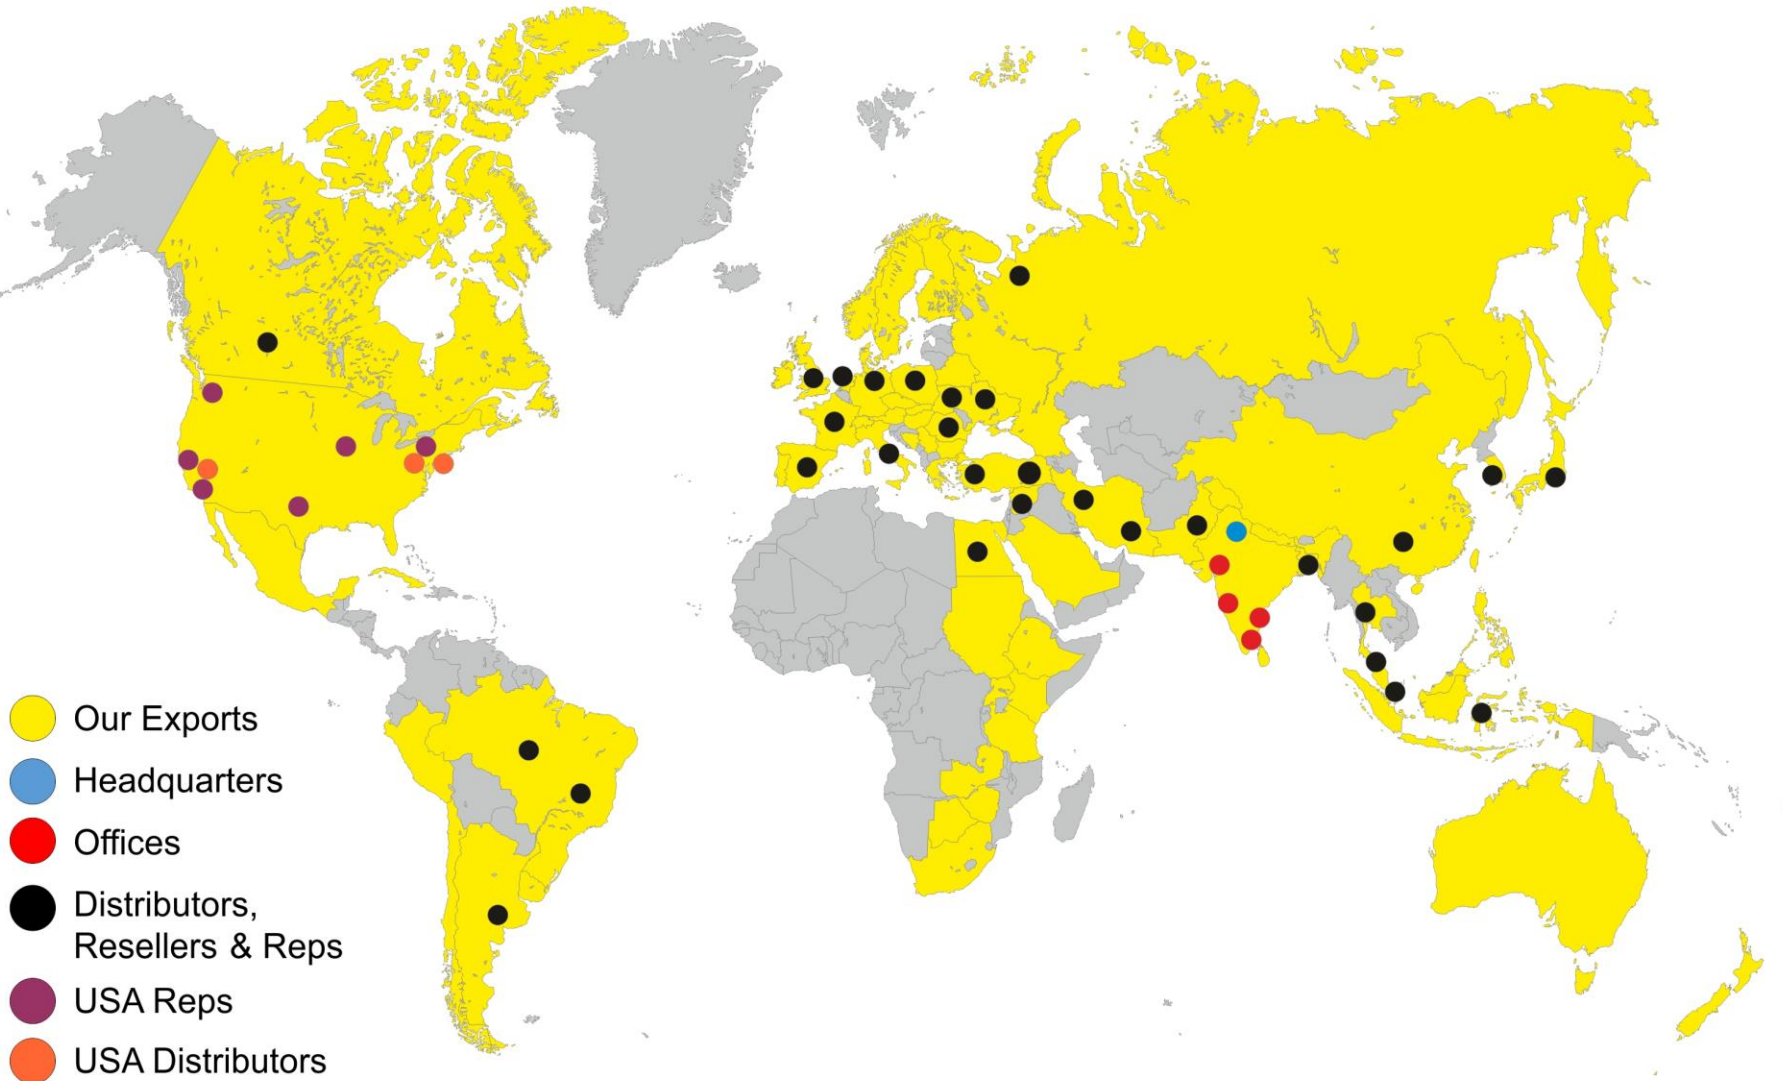 Our Exports
Headquarters
Offices
Distributors,
Resellers & Reps
USA Reps
USA Distributors